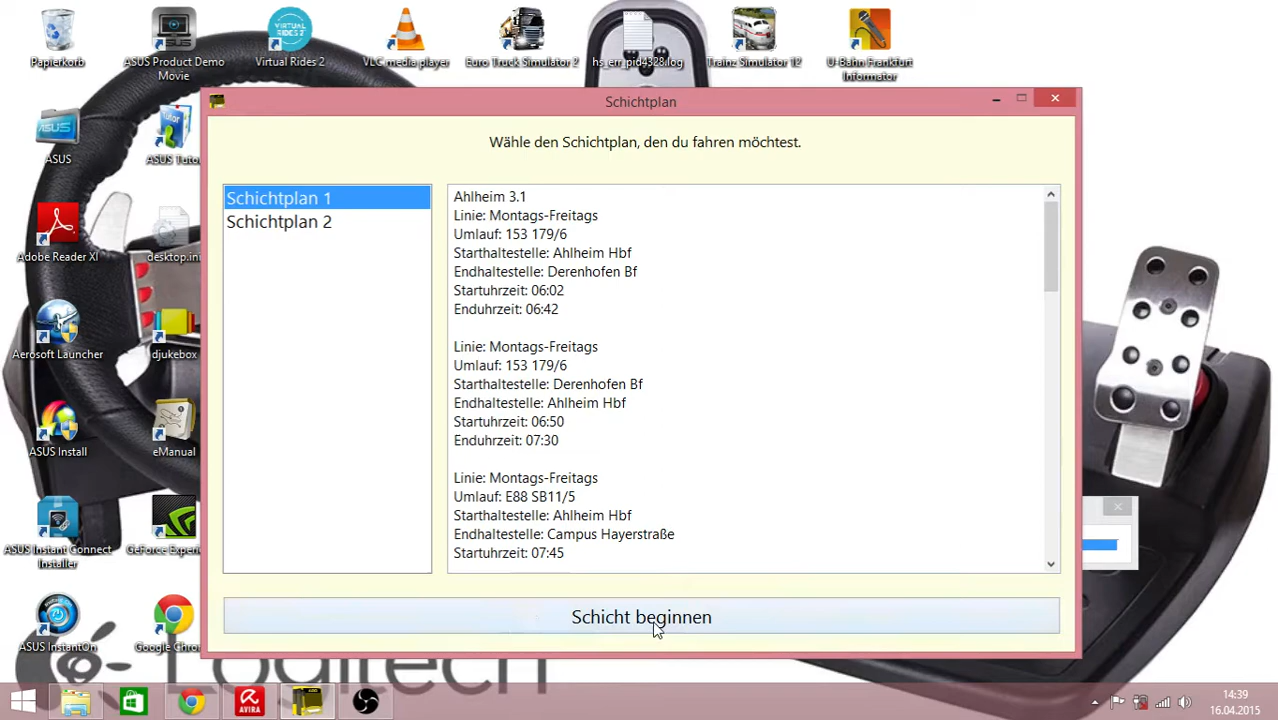 Papierkorb
ASUS Product Demo Movie
Virtual Rides 2
VLC media player
Euro Truck Simulator 2
hs_err_pid4328.log
Trainz Simulator 12
U-Bahn Frankfurt Informator
Schichtplan
Wähle den Schichtplan, den du fahren möchtest.
Schichtplan 1
Schichtplan 2
Ahlheim 3.1
Linie: Montags-Freitags
Umlauf: 153 179/6
Starthaltestelle: Ahlheim Hbf
Endhaltestelle: Derenhofen Bf
Startuhrzeit: 06:02
Enduhrzeit: 06:42
Linie: Montags-Freitags
Umlauf: 153 179/6
Starthaltestelle: Derenhofen Bf
Endhaltestelle: Ahlheim Hbf
Startuhrzeit: 06:50
Enduhrzeit: 07:30
Linie: Montags-Freitags
Umlauf: E88 SB11/5
Starthaltestelle: Ahlheim Hbf
Endhaltestelle: Campus Hayerstraße
Startuhrzeit: 07:45
Schicht beginnen
ASUS
ASUS Tutor
Adobe Reader XI
desktop.ini
Aerosoft Launcher
djukebox
ASUS Install
eManual
ASUS Instant Connect Installer
GeForce Experi
ASUS InstantOn
Google Chro
Logitech
AVIRA
14:39
16.04.2015